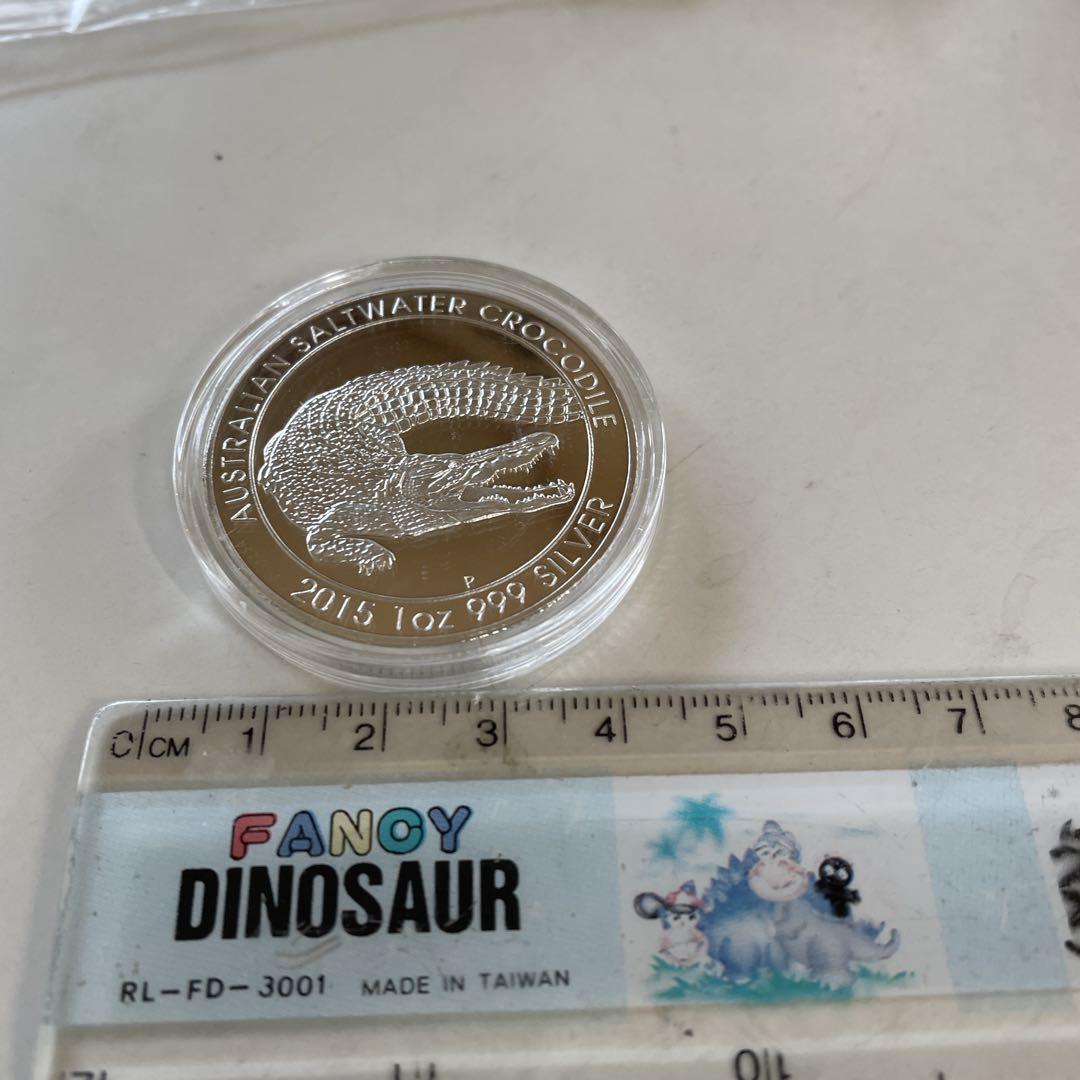 AUSTRALIAN SALTWATER CROCODILE
P
2015 1oz 999 SILVER
0 CM 1 2 3 4 5 6 7 8
FANCY
DINOSAUR
RL-FD-3001 MADE IN TAIWAN
10